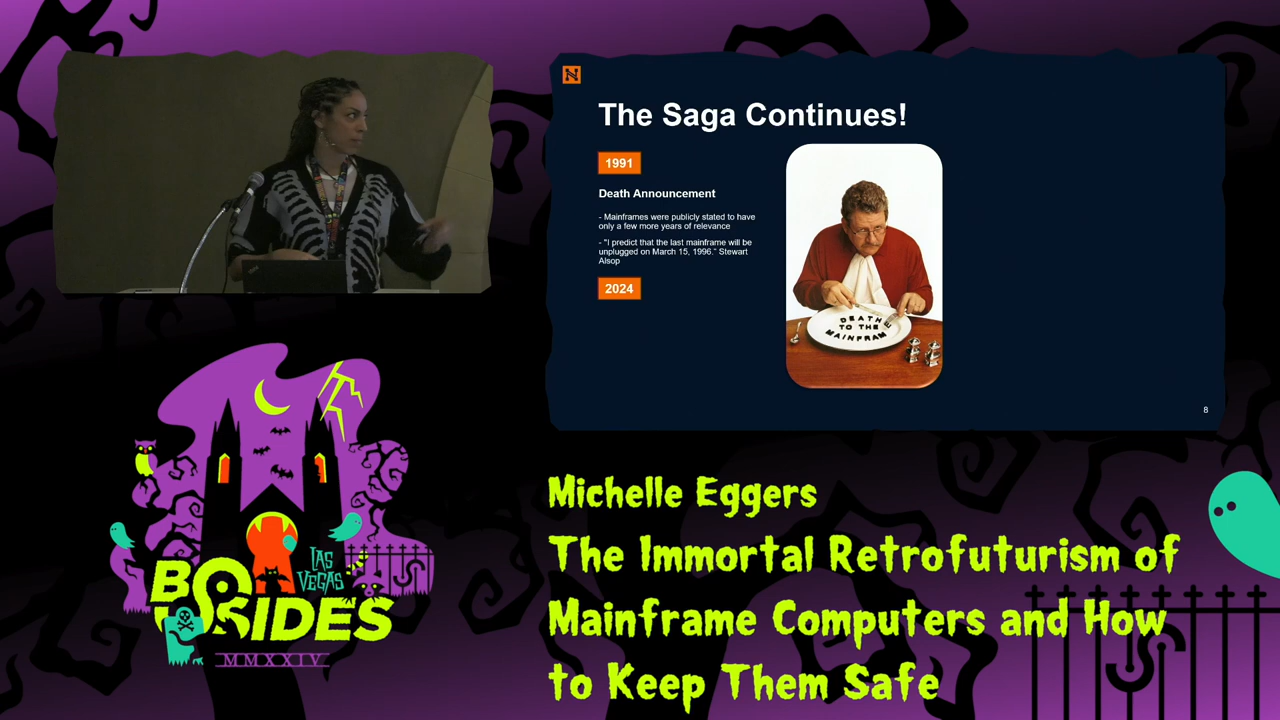 The Saga Continues!
1991
Death Announcement
- Mainframes were publicly stated to have
only a few more years of relevance
- "I predict that the last mainframe will be
unplugged on March 15, 1996." Stewart
Alsop
2024
DEATH
TO THE
MAINFRAM
8
N
BSIDES
LAS
VEGAS
MMXXIV
Michelle Eggers
The Immortal Retrofuturism of
Mainframe Computers and How
to Keep Them Safe